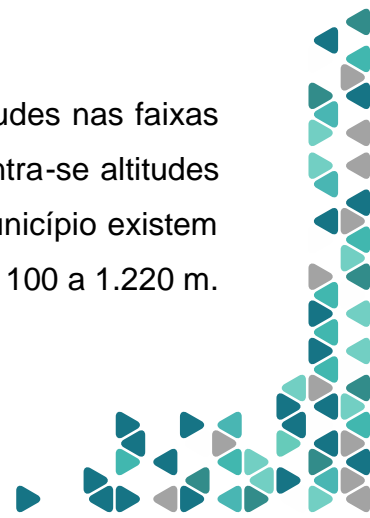 udes nas faixas
ntra-se altitudes
unicípio existem
100 a 1.220 m.